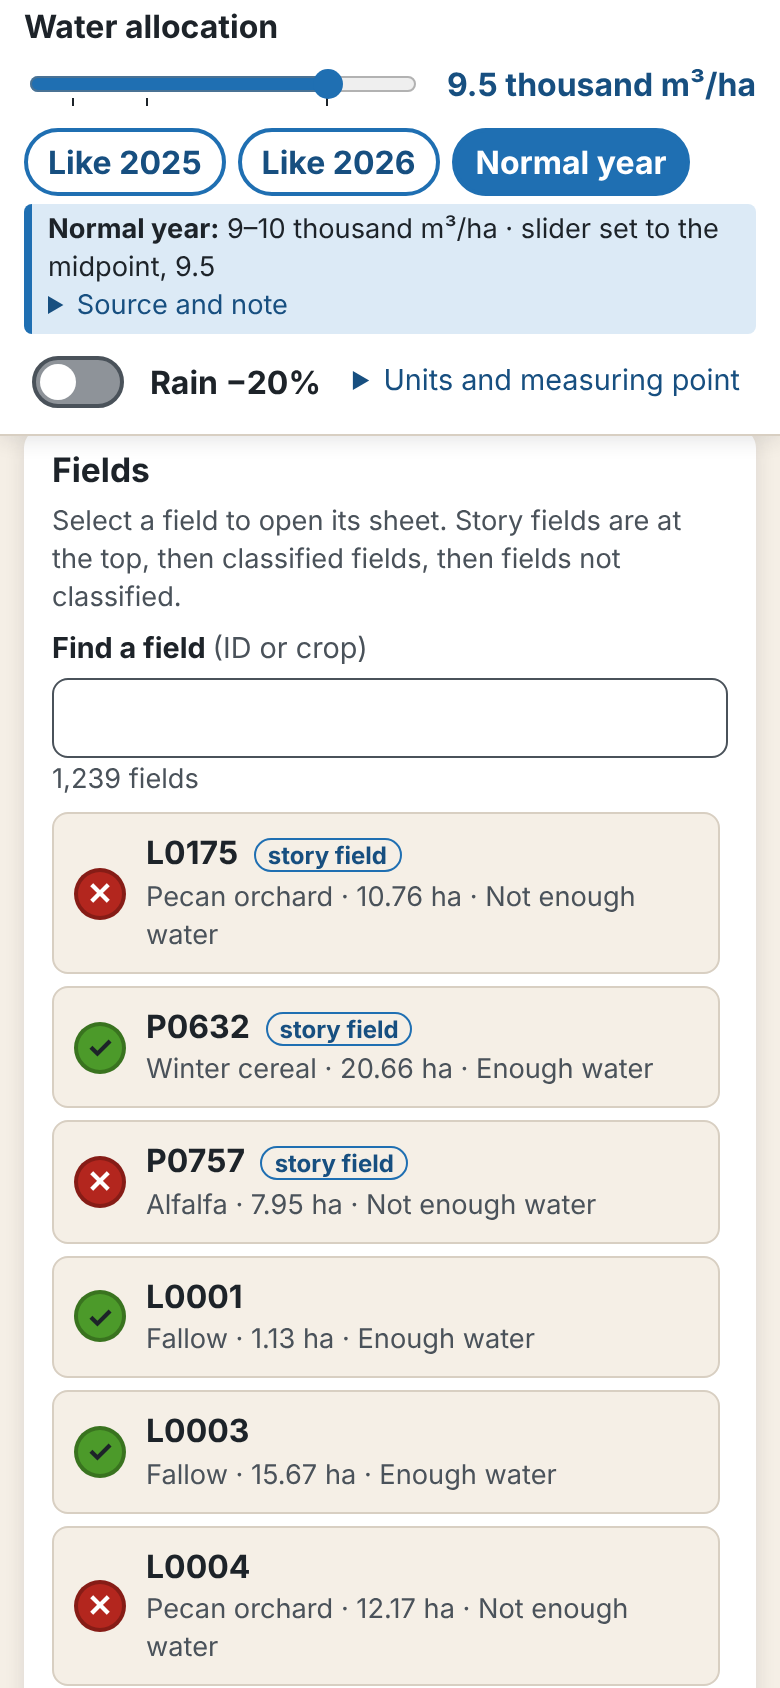 Water allocation
9.5 thousand m³/ha
Like 2025
Like 2026
Normal year
Normal year: 9–10 thousand m³/ha · slider set to the
midpoint, 9.5
Source and note
Rain −20%
Units and measuring point
Fields
Select a field to open its sheet. Story fields are at
the top, then classified fields, then fields not
classified.
Find a field (ID or crop)
1,239 fields
L0175 story field
Pecan orchard · 10.76 ha · Not enough
water
P0632 story field
Winter cereal · 20.66 ha · Enough water
P0757 story field
Alfalfa · 7.95 ha · Not enough water
L0001
Fallow · 1.13 ha · Enough water
L0003
Fallow · 15.67 ha · Enough water
L0004
Pecan orchard · 12.17 ha · Not enough
water